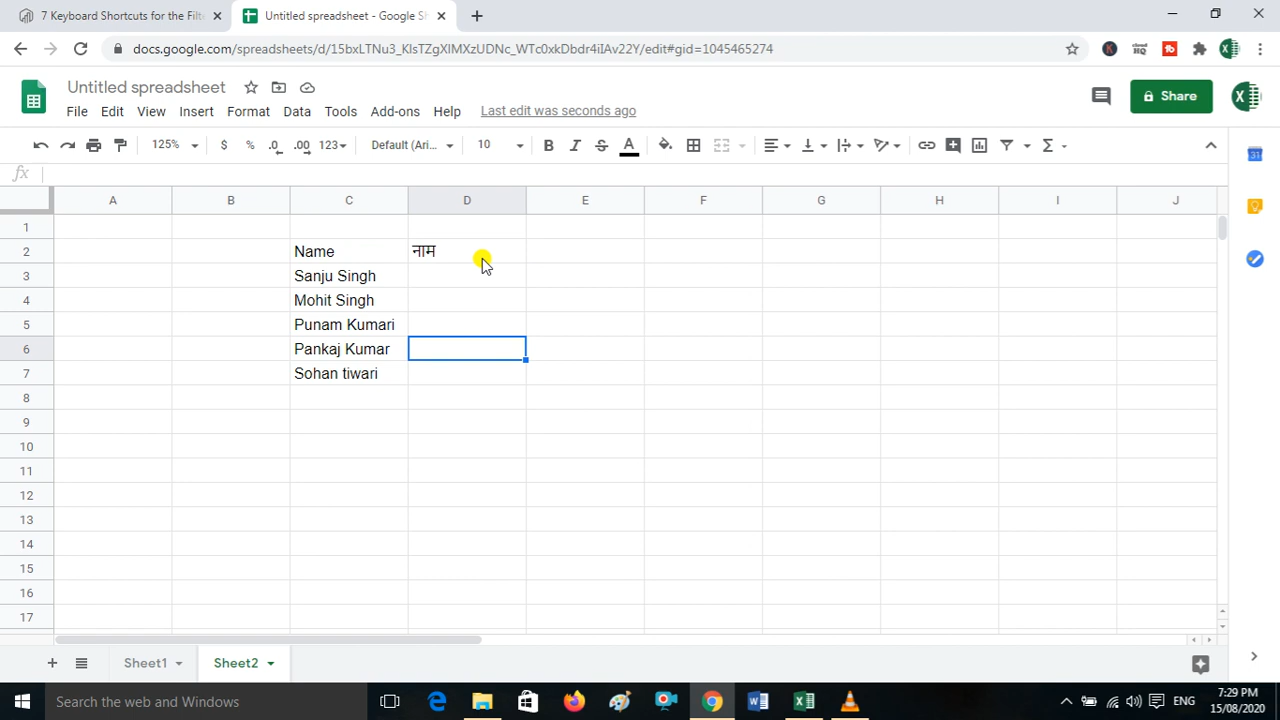 7 Keyboard Shortcuts for the Filt
Untitled spreadsheet - Google Sh
docs.google.com/spreadsheets/d/15bxLTNu3_KlsTZgXlMXzUDNc_WTc0xkDbdr4iIAv22Y/edit#gid=1045465274
Untitled spreadsheet
File Edit View Insert Format Data Tools Add-ons Help Last edit was seconds ago
Share
125% $ % .0 .00 123 Default (Ari... 10 B I S A Σ
fx
A B C D E F G H I J
1
2 Name नाम
3 Sanju Singh
4 Mohit Singh
5 Punam Kumari
6 Pankaj Kumar
7 Sohan tiwari
8
9
10
11
12
13
14
15
16
17
Sheet1 Sheet2
Search the web and Windows
ENG
7:29 PM
15/08/2020